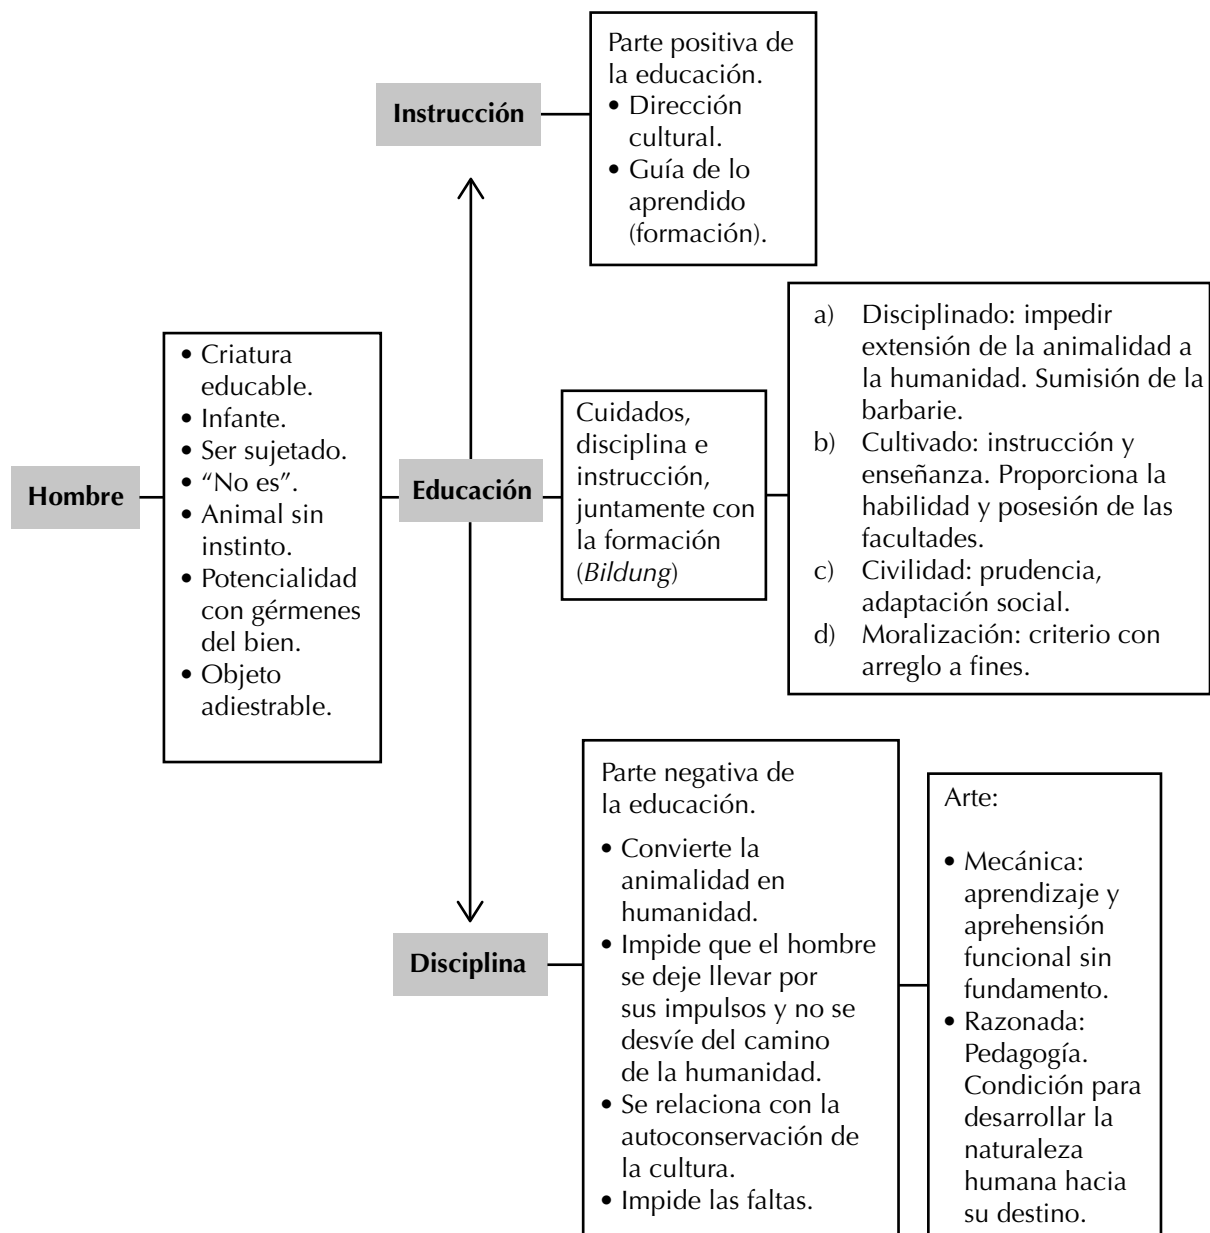 Parte positiva de
la educación.
• Dirección
cultural.
• Guía de lo
aprendido
(formación).
Instrucción
Hombre
• Criatura
educable.
• Infante.
• Ser sujetado.
• “No es”.
• Animal sin
instinto.
• Potencialidad
con gérmenes
del bien.
• Objeto
adiestrable.
Educación
Cuidados,
disciplina e
instrucción,
juntamente con
la formación
(Bildung)
a) Disciplinado: impedir
extensión de la animalidad a
la humanidad. Sumisión de la
barbarie.
b) Cultivado: instrucción y
enseñanza. Proporciona la
habilidad y posesión de las
facultades.
c) Civilidad: prudencia,
adaptación social.
d) Moralización: criterio con
arreglo a fines.
Disciplina
Parte negativa de
la educación.
• Convierte la
animalidad en
humanidad.
• Impide que el hombre
se deje llevar por
sus impulsos y no se
desvíe del camino
de la humanidad.
• Se relaciona con la
autoconservación de
la cultura.
• Impide las faltas.
Arte:
• Mecánica:
aprendizaje y
aprehensión
funcional sin
fundamento.
• Razonada:
Pedagogía.
Condición para
desarrollar la
naturaleza
humana hacia
su destino.